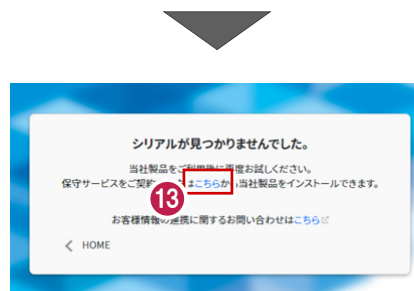 シリアルが見つかりませんでした。
当社製品をご利用後に再度お試しください。
保守サービスをご契約 はこちらから 当社製品をインストールできます。
13
お客様情報の連携に関するお問い合わせはこちら
HOME